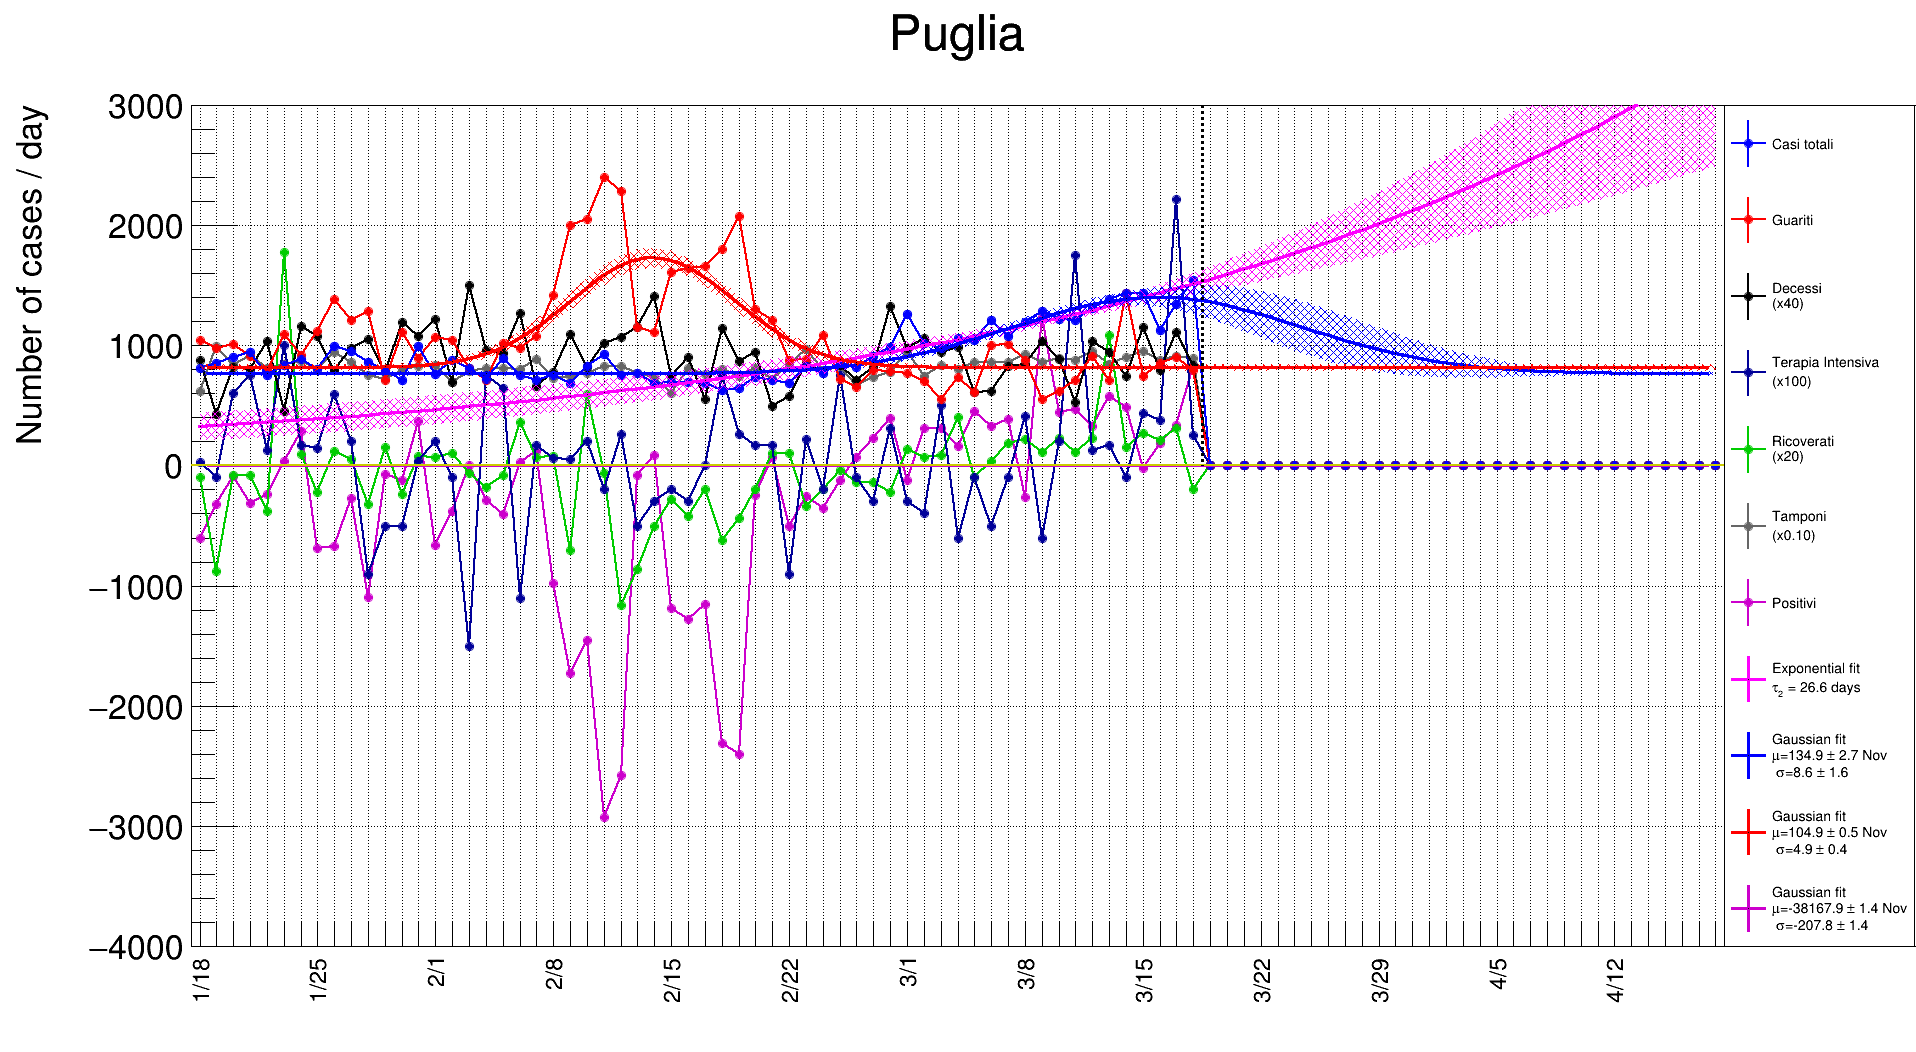 Puglia
Number of cases / day
3000
2000
1000
0
−1000
−2000
−3000
−4000
1/18
1/25
2/1
2/8
2/15
2/22
3/1
3/8
3/15
3/22
3/29
4/5
4/12
Casi totali
Guariti
Decessi
(x40)
Terapia Intensiva
(x100)
Ricoverati
(x20)
Tamponi
(x0.10)
Positivi
Exponential fit
τ2 = 26.6 days
Gaussian fit
μ=134.9 ± 2.7 Nov
σ=8.6 ± 1.6
Gaussian fit
μ=104.9 ± 0.5 Nov
σ=4.9 ± 0.4
Gaussian fit
μ=-38167.9 ± 1.4 Nov
σ=-207.8 ± 1.4